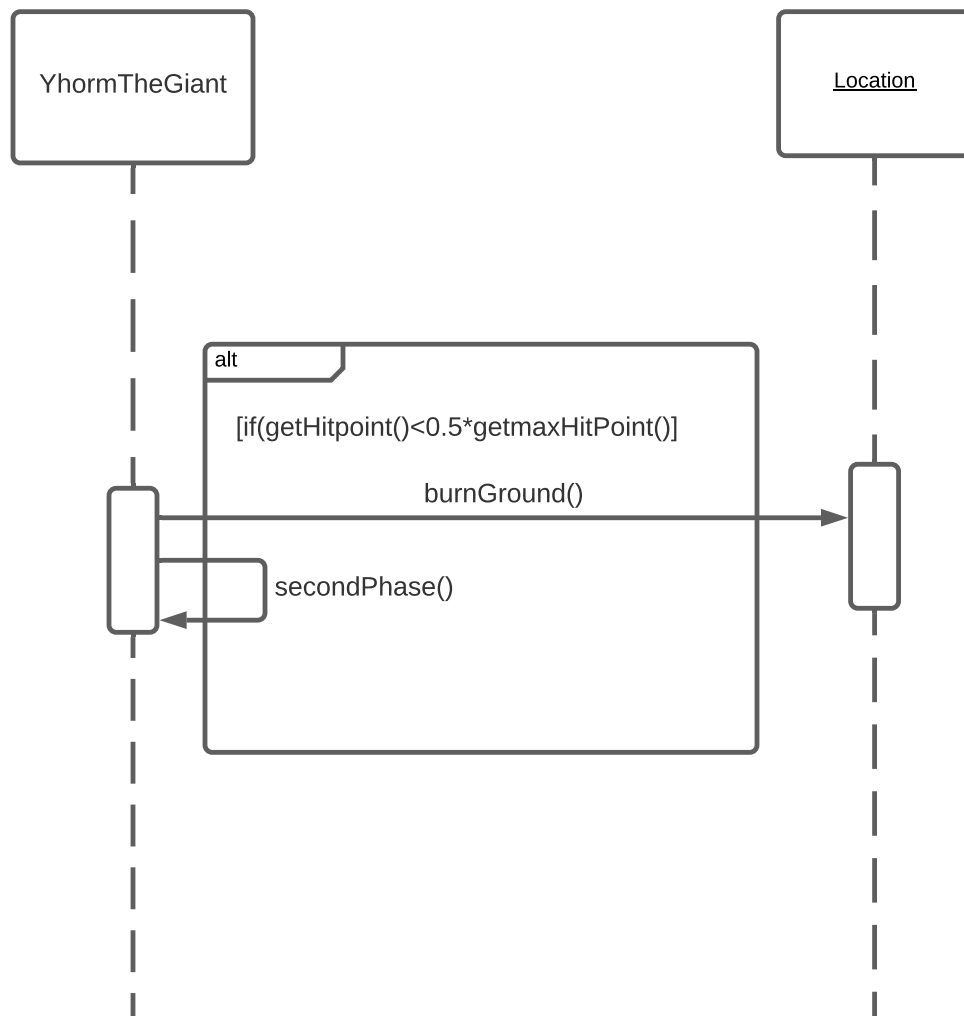 YhormTheGiant
Location
alt
[if(getHitpoint()<0.5*getmaxHitPoint()]
burnGround()
secondPhase()